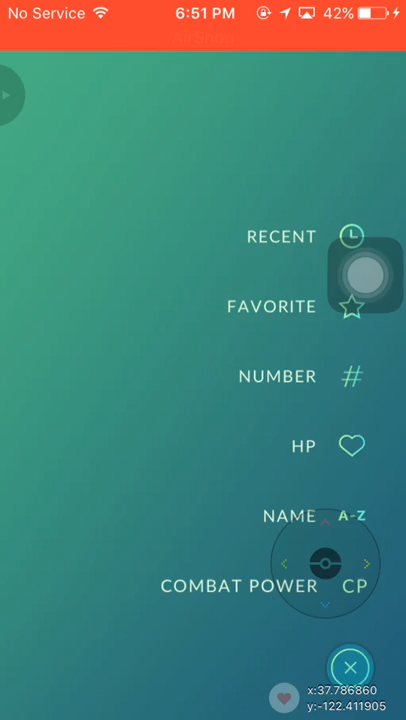 No Service 6:51 PM 42%
RECENT
FAVORITE
NUMBER #
HP
NAME A-Z
COMBAT POWER CP
x:37.786860
y:-122.411905